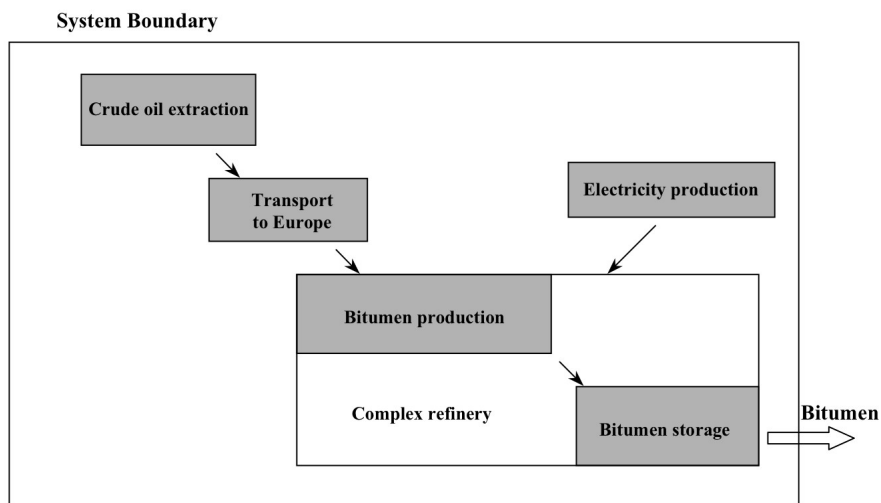 System Boundary
Crude oil extraction
Transport
to Europe
Electricity production
Bitumen production
Complex refinery
Bitumen storage
Bitumen